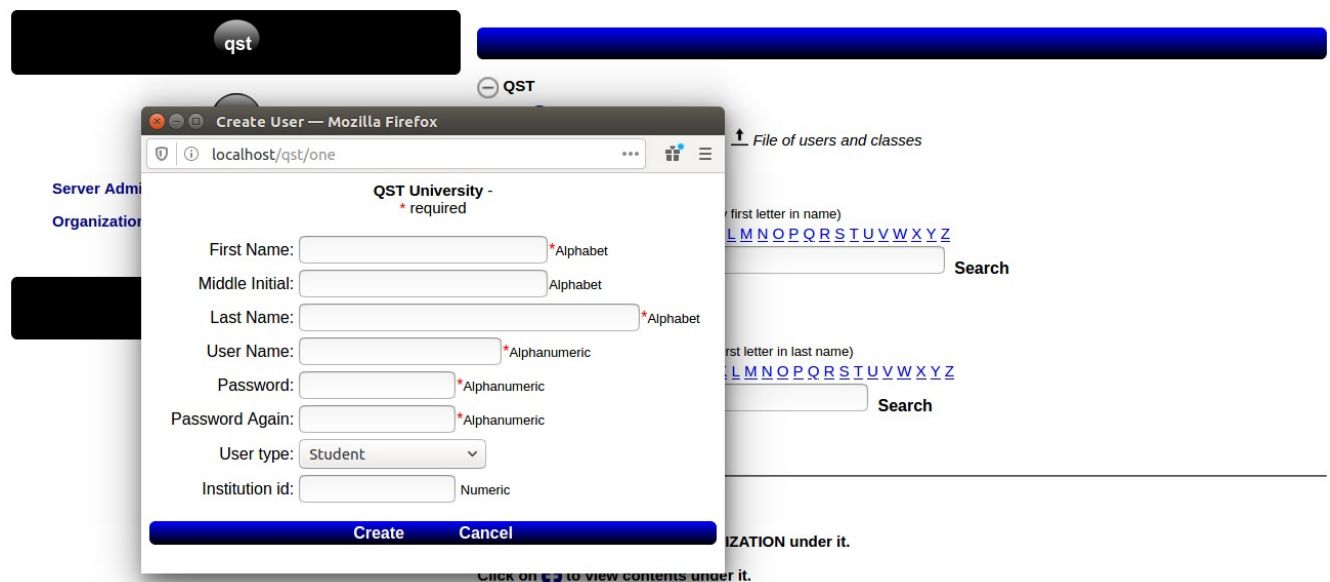 qst
QST
File of users and classes
Server Admi
Organization
first letter in name)
L M N O P Q R S T U V W X Y Z
Search
rst letter in last name)
L M N O P Q R S T U V W X Y Z
Search
IZATION under it.
Click on to view contents under it.
Create User — Mozilla Firefox
localhost/qst/one
QST University -
* required
First Name: *Alphabet
Middle Initial: Alphabet
Last Name: *Alphabet
User Name: *Alphanumeric
Password: *Alphanumeric
Password Again: *Alphanumeric
User type: Student
Institution id: Numeric
Create Cancel